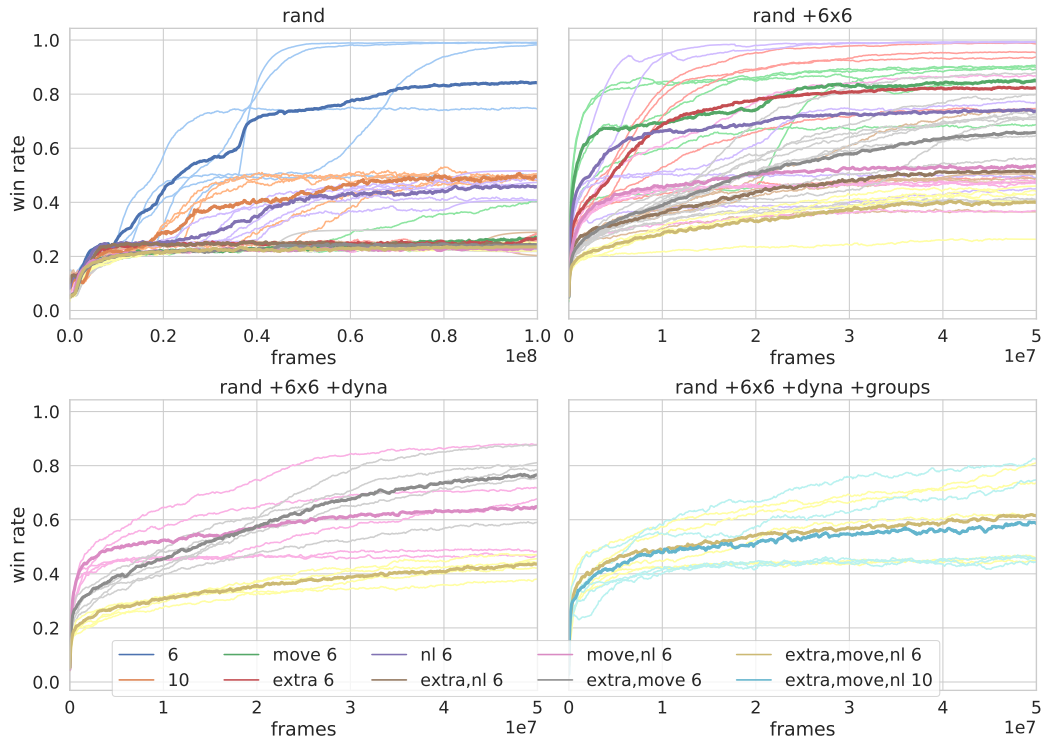 rand
rand +6x6
win rate
1.0
0.8
0.6
0.4
0.2
0.0
0.0 0.2 0.4 0.6 0.8 1.0
1e8
frames
0 1 2 3 4 5
1e7
frames
rand +6x6 +dyna
rand +6x6 +dyna +groups
win rate
1.0
0.8
0.6
0.4
0.2
0.0
6 move 6 nl 6 move,nl 6 extra,move,nl 6
10 extra 6 extra,nl 6 extra,move 6 extra,move,nl 10
0 1 2 3 4 5
1e7
frames
0 1 2 3 4 5
1e7
frames